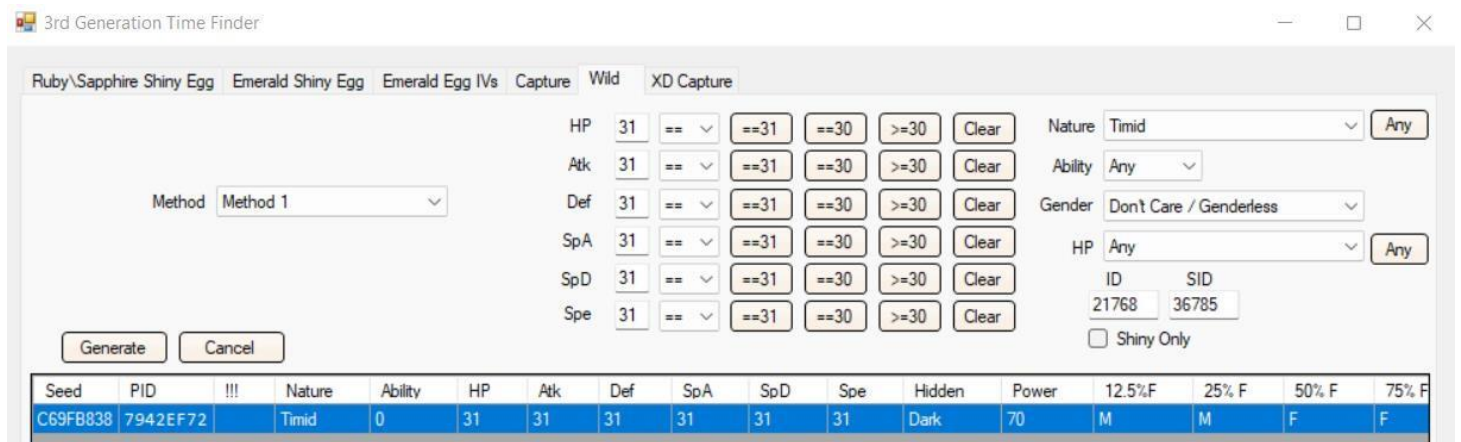 3rd Generation Time Finder
Ruby\Sapphire Shiny Egg Emerald Shiny Egg Emerald Egg IVs Capture Wild XD Capture
HP 31 == ==31 ==30 >=30 Clear Nature Timid Any
Atk 31 == ==31 ==30 >=30 Clear Ability Any
Method Method 1 Def 31 == ==31 ==30 >=30 Clear Gender Don't Care / Genderless
SpA 31 == ==31 ==30 >=30 Clear HP Any Any
SpD 31 == ==31 ==30 >=30 Clear ID SID
Spe 31 == ==31 ==30 >=30 Clear 21768 36785
Generate Cancel Shiny Only
Seed PID !!! Nature Ability HP Atk Def SpA SpD Spe Hidden Power 12.5%F 25% F 50% F 75% F
C69FB838 7942EF72 Timid 0 31 31 31 31 31 31 Dark 70 M M F F